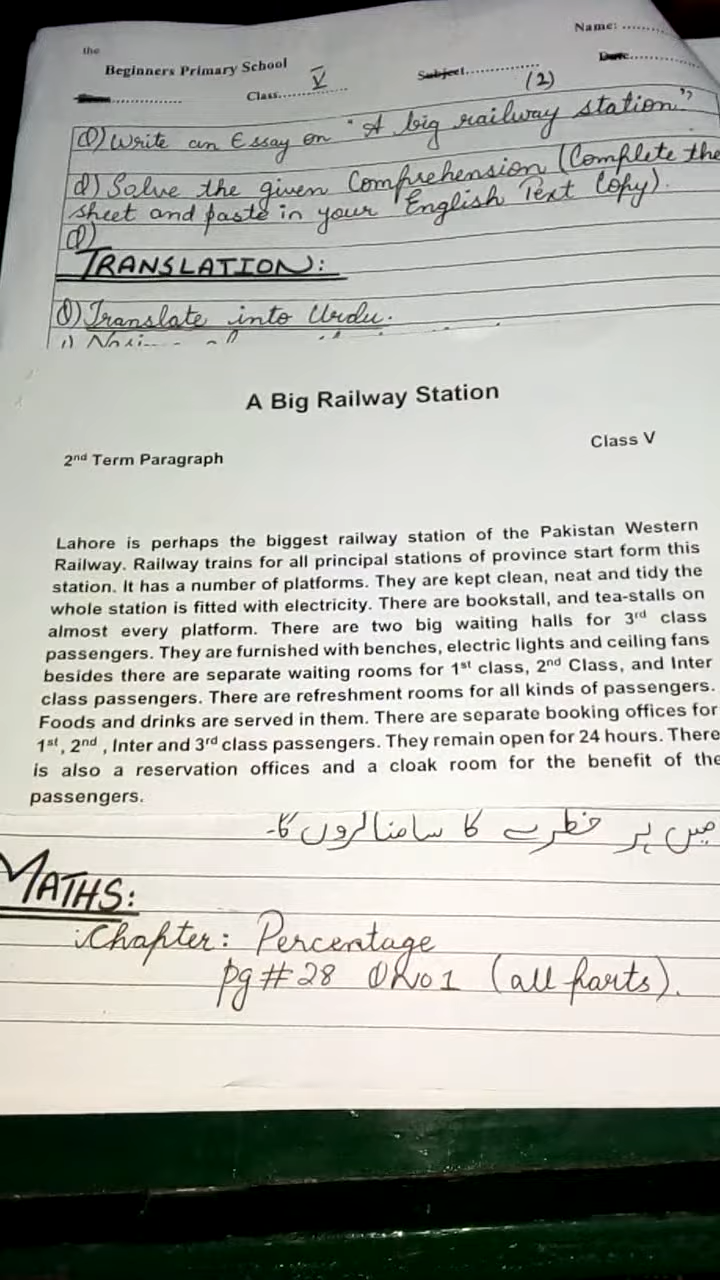 Name: ........
the
Beginners Primary School
Class..... V
Subject...............
Date..............
(2)
Q) Write an Essay on "A big railway station"
Q) Solve the given Comprehension (Complete the
sheet and paste in your English Text Copy).
Q)
TRANSLATION:
Q) Translate into Urdu.
A Big Railway Station
Class V
2nd Term Paragraph
Lahore is perhaps the biggest railway station of the Pakistan Western
Railway. Railway trains for all principal stations of province start form this
station. It has a number of platforms. They are kept clean, neat and tidy the
whole station is fitted with electricity. There are bookstall, and tea-stalls on
almost every platform. There are two big waiting halls for 3rd class
passengers. They are furnished with benches, electric lights and ceiling fans
besides there are separate waiting rooms for 1st class, 2nd Class, and Inter
class passengers. There are refreshment rooms for all kinds of passengers.
Foods and drinks are served in them. There are separate booking offices for
1st, 2nd , Inter and 3rd class passengers. They remain open for 24 hours. There
is also a reservation offices and a cloak room for the benefit of the
passengers.
میں ہر خطرے کا سامنا کروں گا۔
MATHS:
Chapter: Percentage
pg # 28 Q No 1 (all parts).